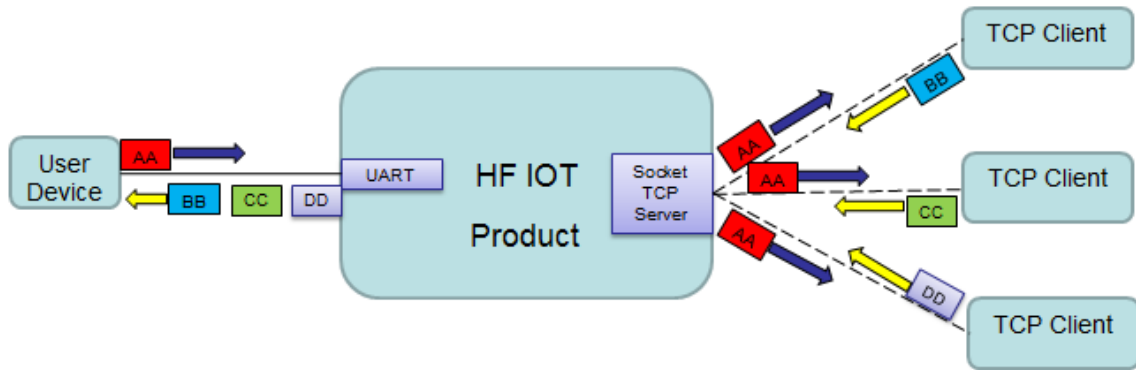 TCP Client
BB
AA
User
Device
AA
BB
CC
DD
UART
HF IOT
Product
Socket
TCP
Server
AA
CC
TCP Client
AA
DD
TCP Client